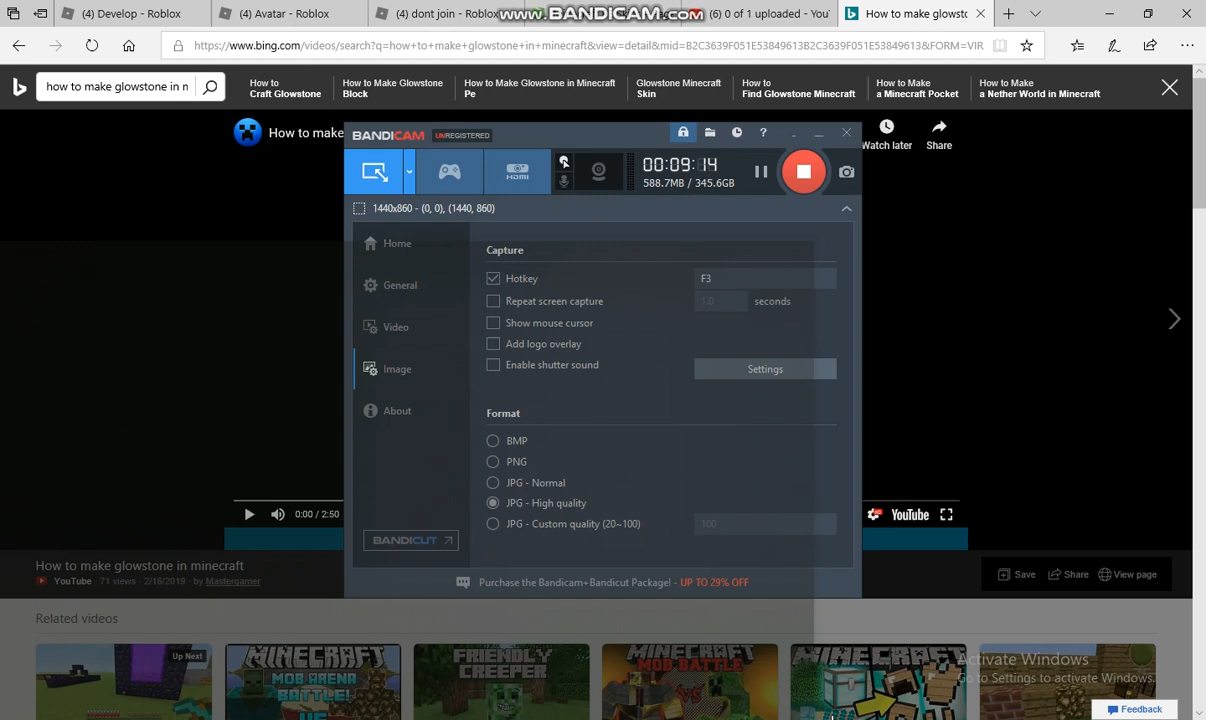 (4) Develop - Roblox
(4) Avatar - Roblox
(4) dont join - Roblox
www.BANDICAM.com
(6) 0 of 1 uploaded - YouT
How to make glowsto
https://www.bing.com/videos/search?q=how+to+make+glowstone+in+minecraft&view=detail&mid=B2C3639F051E53849613B2C3639F051E53849613&FORM=VIR
how to make glowstone in n
How to
Craft Glowstone
How to Make Glowstone
Block
How to Make Glowstone in Minecraft
Pe
Glowstone Minecraft
Skin
How to
Find Glowstone Minecraft
How to Make
a Minecraft Pocket
How to Make
a Nether World in Minecraft
How to make
Watch later
Share
BANDICAM UNREGISTERED
HDMI
00:09:14
588.7MB / 345.6GB
1440x860 - (0, 0), (1440, 860)
Home
General
Video
Image
About
BANDICUT
Capture
Hotkey
F3
Repeat screen capture
1.0
seconds
Show mouse cursor
Add logo overlay
Enable shutter sound
Settings
Format
BMP
PNG
JPG - Normal
JPG - High quality
JPG - Custom quality (20~100)
100
Purchase the Bandicam+Bandicut Package! - UP TO 29% OFF
0:00 / 2:50
YouTube
How to make glowstone in minecraft
YouTube · 71 views · 2/16/2019 · by Mastergamer
Save
Share
View page
Related videos
Up Next
MINECRAFT
MOB ARENA
BATTLE!
VS
FRIENDLY
CREEPER
MINECRAFT
MOB BATTLE
VS
MINECRAFT
Activate Windows
Go to Settings to activate Windows.
Feedback